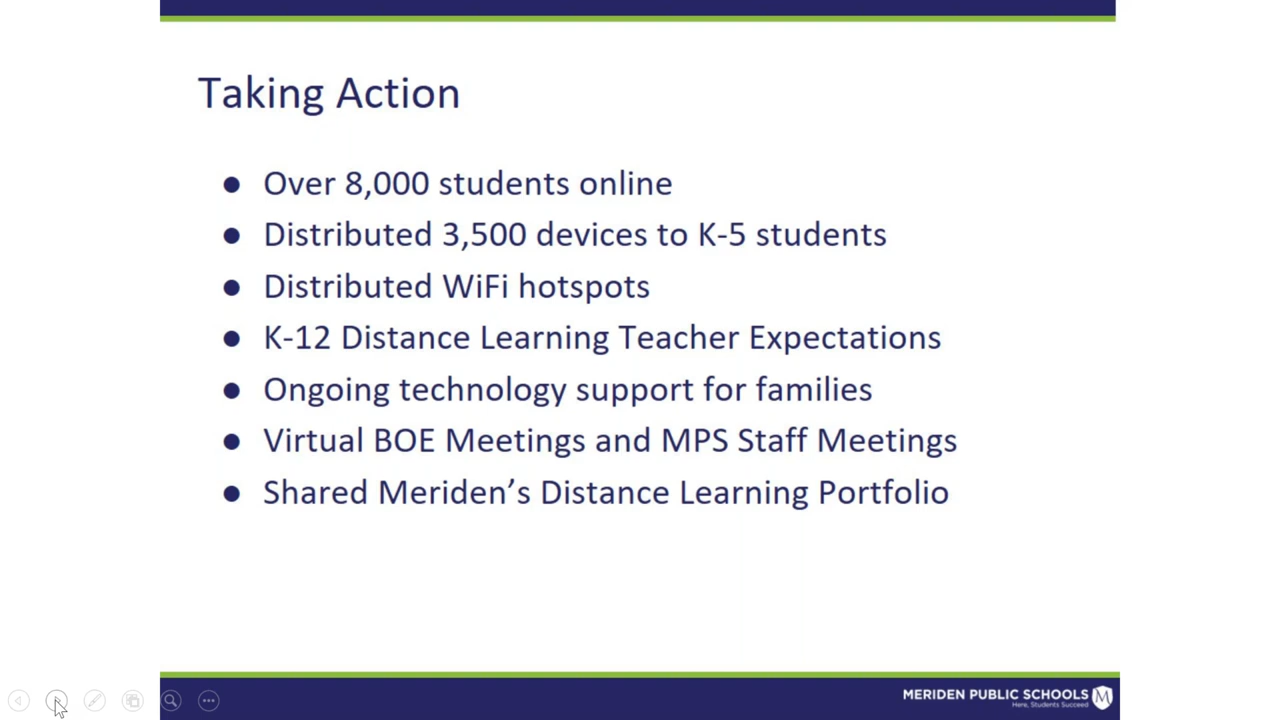 Taking Action
● Over 8,000 students online
● Distributed 3,500 devices to K-5 students
● Distributed WiFi hotspots
● K-12 Distance Learning Teacher Expectations
● Ongoing technology support for families
● Virtual BOE Meetings and MPS Staff Meetings
● Shared Meriden’s Distance Learning Portfolio
MERIDEN PUBLIC SCHOOLS M
Here, Students Succeed